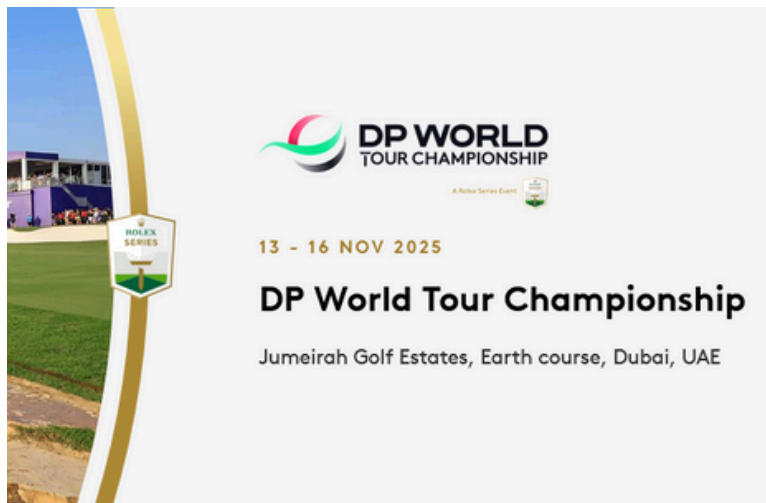 DP WORLD
TOUR CHAMPIONSHIP
A Rolex Series Event
ROLEX
SERIES
13 - 16 NOV 2025
DP World Tour Championship
Jumeirah Golf Estates, Earth course, Dubai, UAE